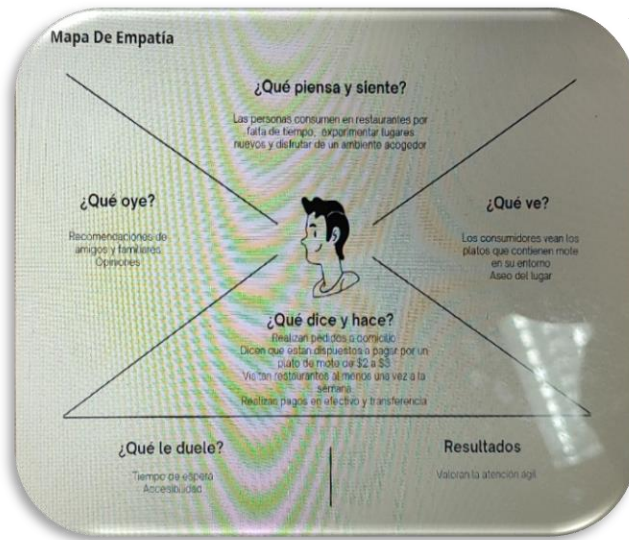 Mapa De Empatía
¿Qué piensa y siente?
Las personas consumen en restaurantes por
falta de tiempo, experimentar lugares
nuevos y disfrutar de un ambiente acogedor
¿Qué oye?
Recomendaciones de
amigos y familieres
Opiniones
¿Qué ve?
Los consumidores vean los
platos que contienen mote
en su entorno
Aseo del lugar
¿Qué dice y hace?
Realizan pedidos a domicilio
Dicen que estan dispuestos a pagar por un
plato de mote de $2 a $3
Visitan restaurantes al menos una vez a la
semana
Realizan pagos en efectivo y transferencia
¿Qué le duele?
Tiempo de espera
Accesibilidad
Resultados
Valoran la atención ágil